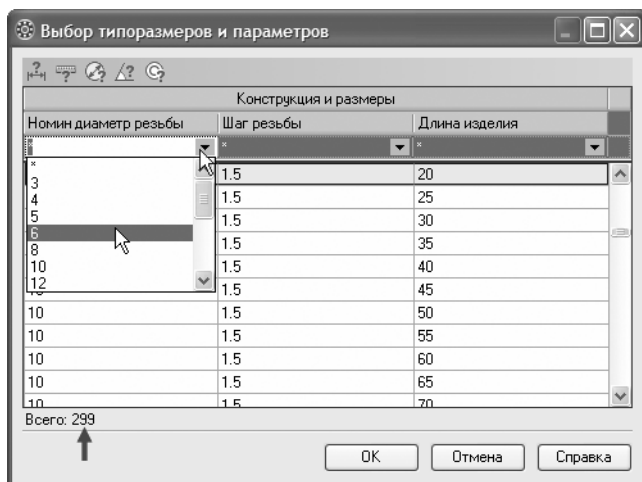 Выбор типоразмеров и параметров
Конструкция и размеры
Номин диаметр резьбы Шаг резьбы Длина изделия
* * *
*
3 1.5 20
4 1.5 25
5 1.5 30
6 1.5 35
8
10 1.5 40
12 1.5 45
10 1.5 50
10 1.5 55
10 1.5 60
10 1.5 65
10 1.5 70
Всего: 299
OK Отмена Справка